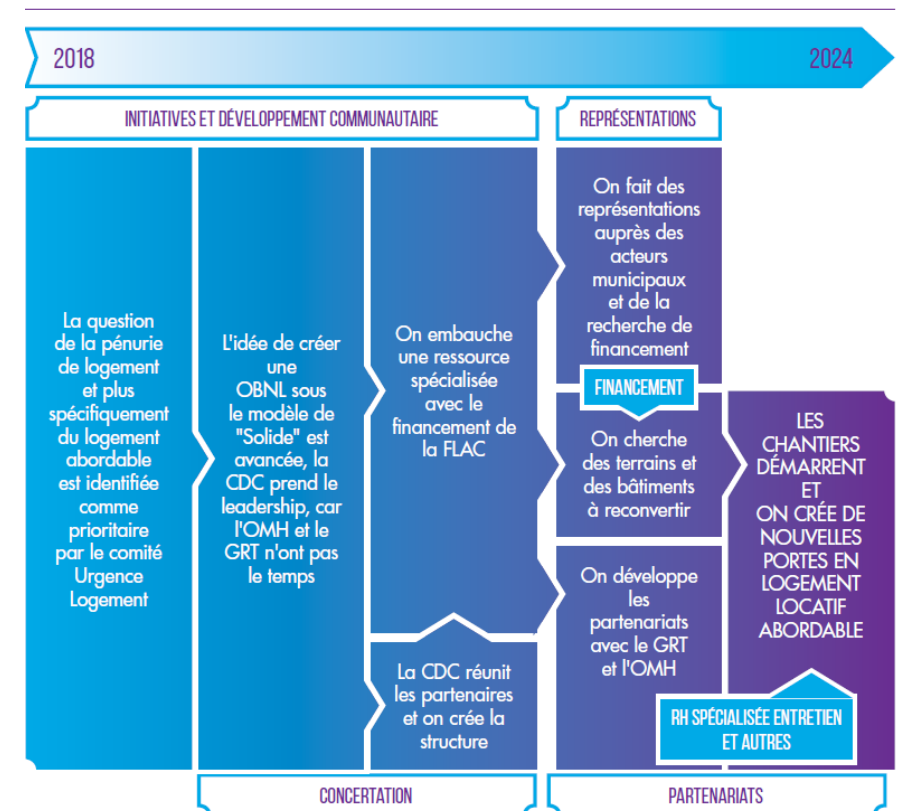 2018
2024
INITIATIVES ET DÉVELOPPEMENT COMMUNAUTAIRE
REPRÉSENTATIONS
La question
de la pénurie
de logement
et plus
spécifiquement
du logement
abordable
est identifiée
comme
prioritaire
par le comité
Urgence
Logement
L'idée de créer
une
OBNL sous
le modèle de
"Solide" est
avancée, la
CDC prend le
leadership, car
l'OMH et le
GRT n'ont pas
le temps
On embauche
une ressource
spécialisée
avec le
financement de
la FLAC
La CDC réunit
les partenaires
et on crée la
structure
On fait des
représentations
auprès des
acteurs
municipaux
et de la
recherche de
financement
FINANCEMENT
On cherche
des terrains et
des bâtiments
à reconvertir
On développe
les
partenariats
avec le GRT
et l'OMH
LES
CHANTIERS
DÉMARRENT
ET
ON CRÉE DE
NOUVELLES
PORTES EN
LOGEMENT
LOCATIF
ABORDABLE
RH SPÉCIALISÉE ENTRETIEN
ET AUTRES
CONCERTATION
PARTENARIATS